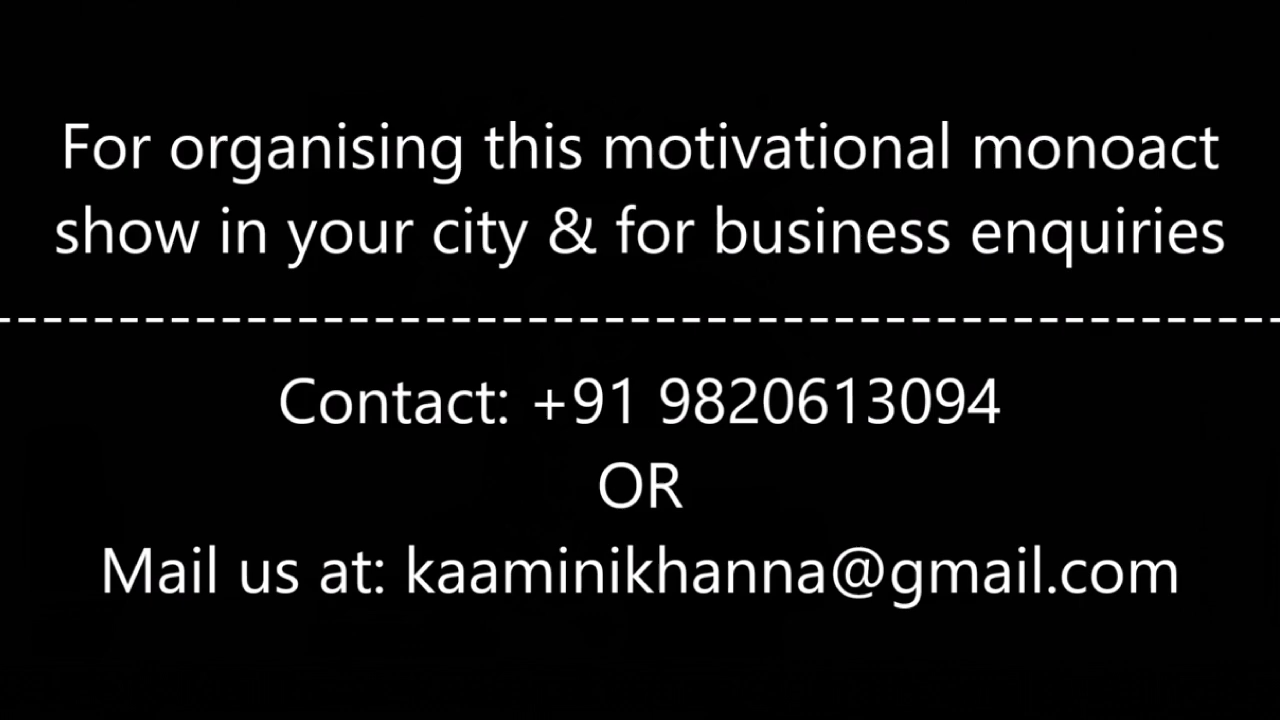 For organising this motivational monoact
show in your city & for business enquiries
--------------------------------------------------
Contact: +91 9820613094
OR
Mail us at: kaaminikhanna@gmail.com